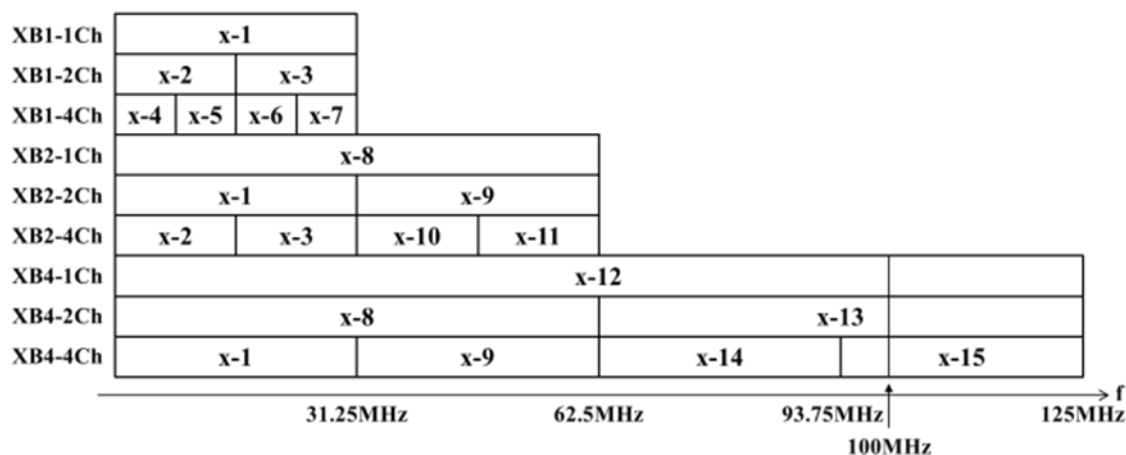 XB1-1Ch x-1
XB1-2Ch x-2 x-3
XB1-4Ch x-4 x-5 x-6 x-7
XB2-1Ch x-8
XB2-2Ch x-1 x-9
XB2-4Ch x-2 x-3 x-10 x-11
XB4-1Ch x-12
XB4-2Ch x-8 x-13
XB4-4Ch x-1 x-9 x-14 x-15
f
31.25MHz 62.5MHz 93.75MHz 125MHz
100MHz